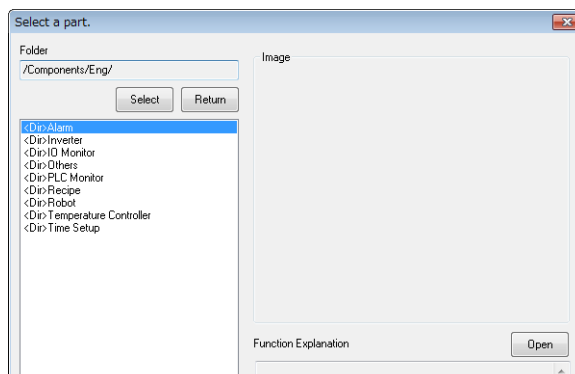 Select a part.
Folder
/Components/Eng/
Select
Return
<Dir>Alarm
<Dir>Inverter
<Dir>IO Monitor
<Dir>Others
<Dir>PLC Monitor
<Dir>Recipe
<Dir>Robot
<Dir>Temperature Controller
<Dir>Time Setup
Image
Function Explanation
Open